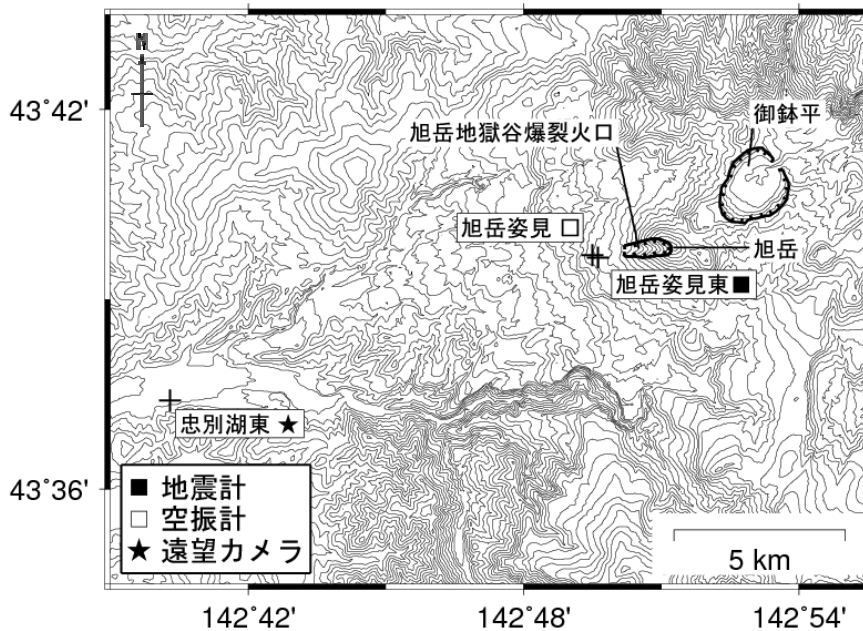 N
43°42'
御鉢平
旭岳地獄谷爆裂火口
旭岳姿見 □
旭岳
旭岳姿見東■
忠別湖東 ★
43°36'
■ 地震計
□ 空振計
★ 遠望カメラ
5 km
142°42'
142°48'
142°54'